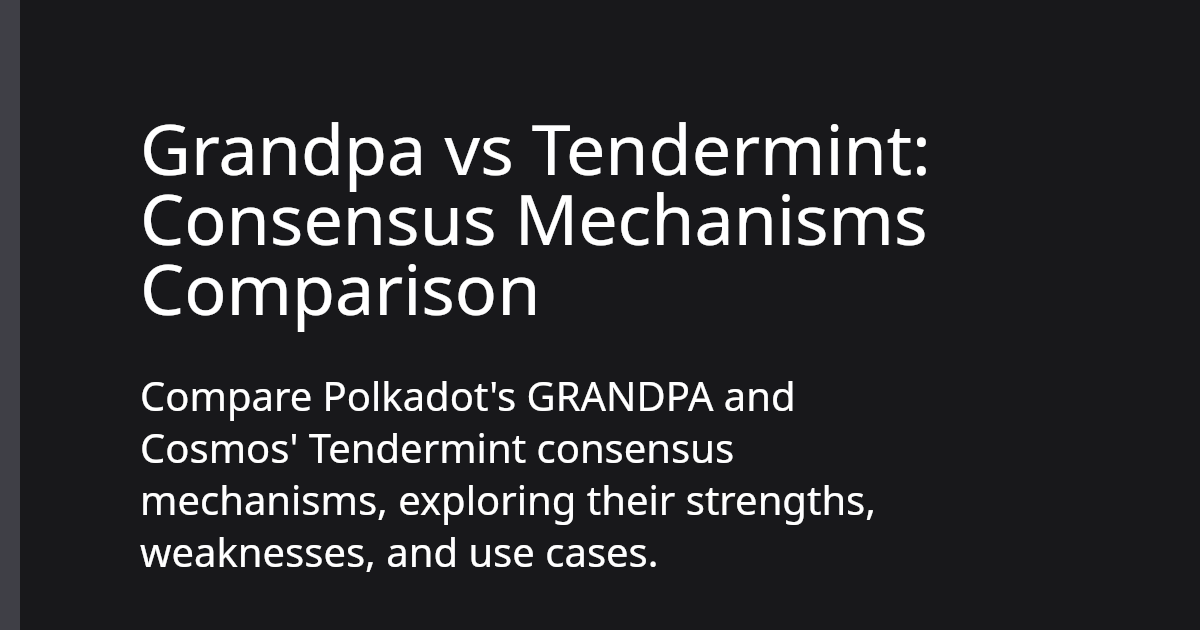 Grandpa vs Tendermint:
Consensus Mechanisms
Comparison
Compare Polkadot's GRANDPA and
Cosmos' Tendermint consensus
mechanisms, exploring their strengths,
weaknesses, and use cases.